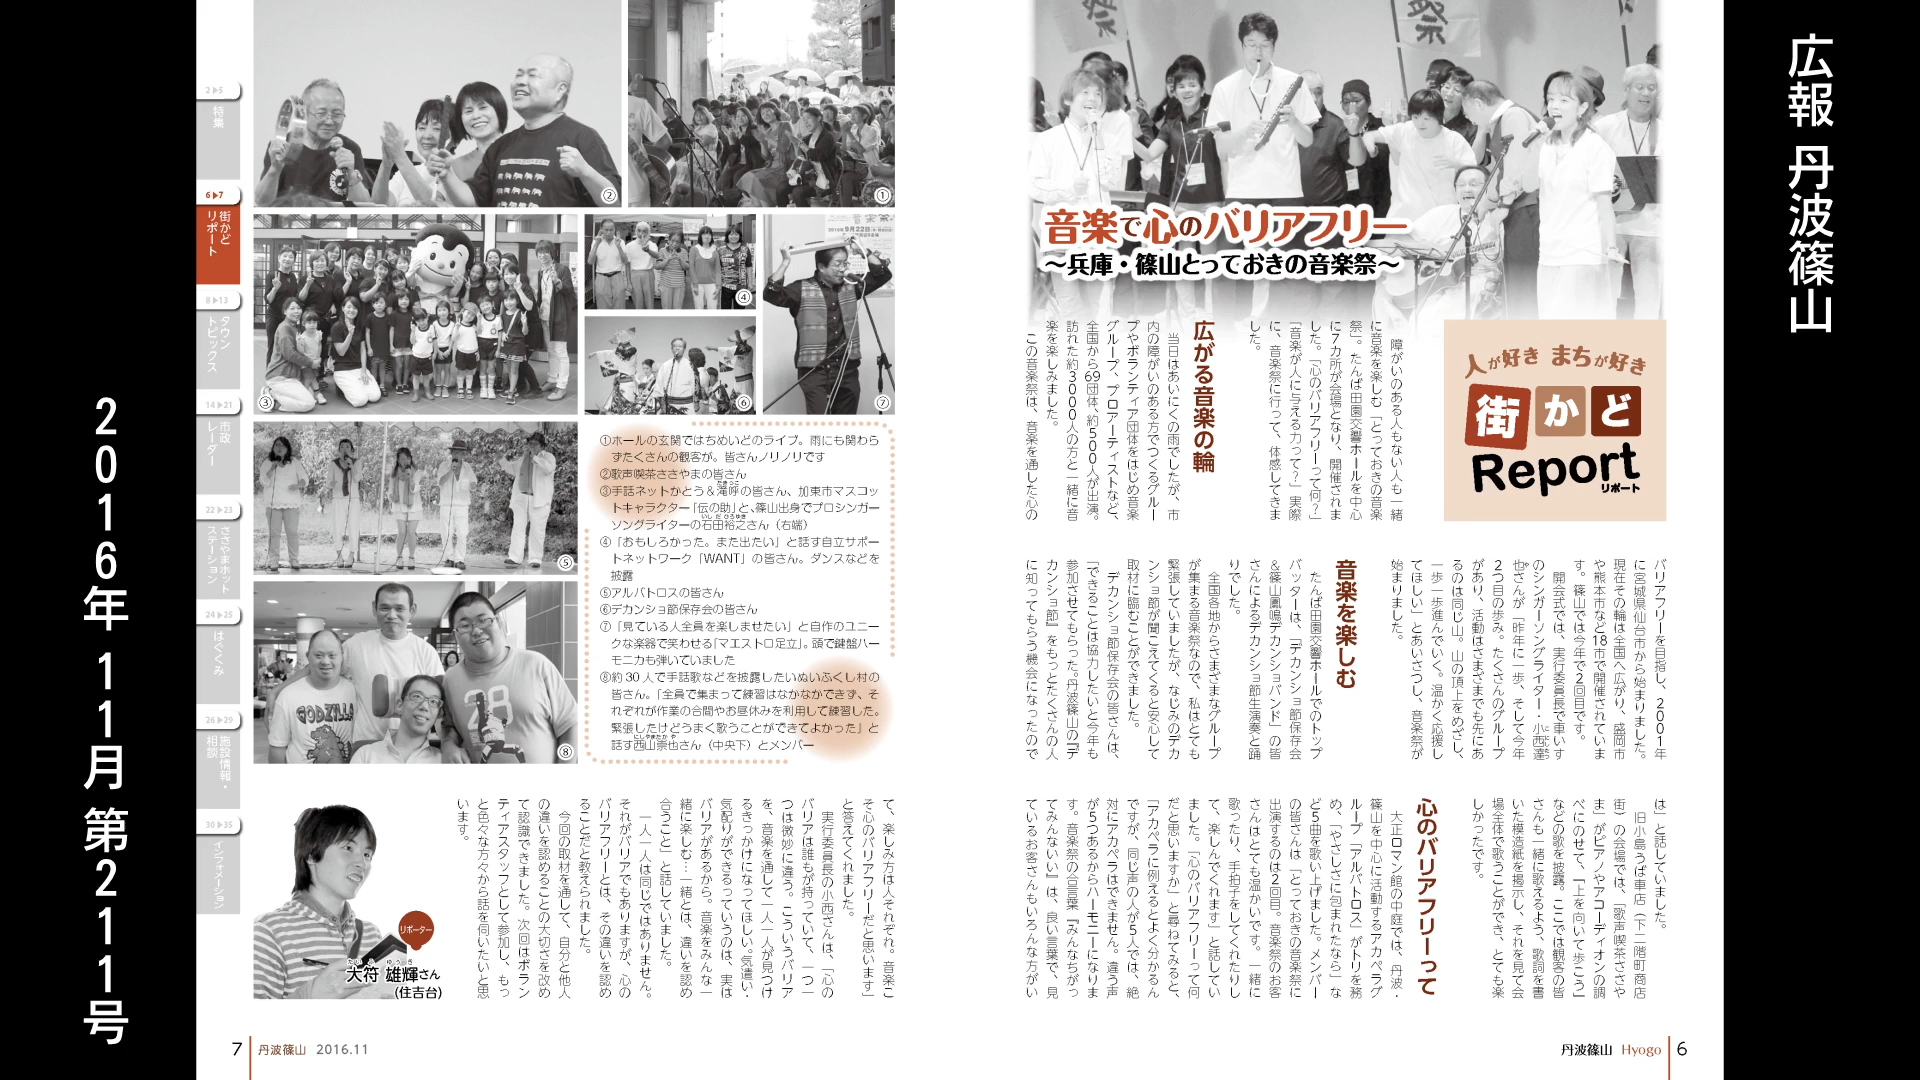 広報 丹波篠山
2016年 11月 第211号
音楽で心のバリアフリー
～兵庫・篠山とっておきの音楽祭～
人が好き まちが好き
街かど
Report
リポート
障がいのある人もない人も一緒
に音楽を楽しむ「とっておきの音楽
祭」。たんば田園交響ホールを中心
に7カ所が会場となり、開催されま
した。「心のバリアフリーって何?」
「音楽が人に与える力って?」実際
に、音楽祭に行って、体感してきま
した。
広がる音楽の輪
当日はあいにくの雨でしたが、市
内の障がいのある方でつくるグルー
プやボランティア団体をはじめ音楽
グループ、プロアーティストなど、
全国から69団体、約500人が出演。
訪れた約3000人の方と一緒に音
楽を楽しみました。
この音楽祭は、音楽を通した心の
バリアフリーを目指し、2001年
に宮城県仙台市から始まりました。
現在その輪は全国へ広がり、盛岡市
や熊本市など18市で開催されていま
す。篠山では今年で2回目です。
開会式では、実行委員長で車いす
のシンガーソングライター・小西達
也さんが「昨年に一歩、そして今年
2つ目の歩み。たくさんのグループ
があり、活動はさまざまでも先にあ
るのは同じ山。山の頂上をめざし、
一歩一歩進んでいく。温かく応援し
てほしい」とあいさつし、音楽祭が
始まりました。
音楽を楽しむ
たんば田園交響ホールでのトップ
バッターは、「デカンショ節保存会
＆篠山鳳鳴デカンショバンド」の皆
さんによるデカンショ節生演奏と踊
りでした。
全国各地からさまざまなグループ
が集まる音楽祭なので、私はとても
緊張していましたが、なじみのデカ
ンショ節が聞こえてくると安心して
取材に臨むことができました。
デカンショ節保存会の皆さんは、
「できることは協力したいと今年も
参加させてもらった。丹波篠山の『デ
カンショ節』をもっとたくさんの人
に知ってもらう機会になったので
は」と話していました。
旧小島うば車店(下二階町商店
街)の会場では、「歌声喫茶ささや
ま」がピアノやアコーディオンの調
べにのせて、『上を向いて歩こう』
などの歌を披露。ここでは観客の皆
さんも一緒に歌えるよう、歌詞を書
いた模造紙を掲示し、それを見て会
場全体で歌うことができ、とても楽
しかったです。
心のバリアフリーって
大正ロマン館の中庭では、丹波・
篠山を中心に活動するアカペラグ
ループ「アルバトロス」がトリを務
め、「やさしさに包まれたなら」な
ど5曲を歌い上げました。メンバー
の皆さんは「とっておきの音楽祭に
出演するのは2回目。音楽祭のお客
さんはとても温かいです。一緒に
歌ったり、手拍子をしてくれたりし
て、楽しんでくれます」と話してい
ました。「心のバリアフリーって何
だと思いますか」と尋ねてみると、
「アカペラに例えるとよく分かるん
ですが、同じ声の人が5人では、絶
対にアカペラはできません。違う声
が5つあるからハーモニーになりま
す。音楽祭の合言葉『みんなちがっ
てみんないい』は、良い言葉で、見
ているお客さんもいろんな方がい
丹波篠山 Hyogo 6
2▶5
特集
6▶7
街かど
リポート
8▶13
タウン
トピックス
14▶21
市政
レーダー
22▶23
ささやまホット
ステーション
24▶25
はぐくみ
26▶29
施設情報・
相談
30▶35
インフォメーション
①
②
③
④
⑤
⑥
⑦
⑧
①ホールの玄関ではちめいどのライブ。雨にも関わら
ずたくさんの観客が。皆さんノリノリです
②歌声喫茶ささやまの皆さん
③手話ネットかとう＆滝呼の皆さん、加東市マスコッ
トキャラクター「伝の助」と、篠山出身でプロシンガー
ソングライターの石田裕之さん（右端）
④「おもしろかった。また出たい」と話す自立サポー
トネットワーク「WANT」の皆さん。ダンスなどを
披露
⑤アルバトロスの皆さん
⑥デカンショ節保存会の皆さん
⑦「見ている人全員を楽しませたい」と自作のユニー
クな楽器で笑わせる「マエストロ足立」。頭で鍵盤ハー
モニカも弾いていました
⑧約30人で手話歌などを披露したいぬいふくし村の
皆さん。「全員で集まって練習はなかなかできず、そ
れぞれが作業の合間やお昼休みを利用して練習した。
緊張したけどうまく歌うことができてよかった」と
話す西山崇也さん（中央下）とメンバー
て、楽しみ方は人それぞれ。音楽こ
そ心のバリアフリーだと思います」
と答えてくれました。
実行委員長の小西さんは、「心の
バリアは誰もが持っていて、一つ一
つは微妙に違う。こういうバリア
を、音楽を通して一人一人が見つけ
るきっかけになってほしい。気遣い・
気配りができるっていうのは、実は
バリアがあるから。音楽をみんな一
緒に楽しむ…一緒とは、違いを認め
合うこと」と話していました。
一人一人は同じではありません。
それがバリアでもありますが、心の
バリアフリーとは、その違いを認め
ることだと教えられました。
今回の取材を通して、自分と他人
の違いを認めることの大切さを改め
て認識できました。次回はボラン
ティアスタッフとして参加し、もっ
と色々な方々から話を伺いたいと思
います。
リポーター
大符 雄輝さん
(住吉台)
7 丹波篠山 2016.11